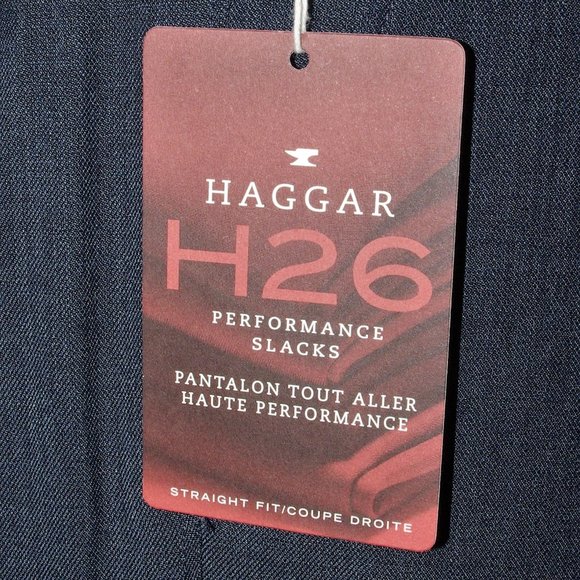 HAGGAR
H26
PERFORMANCE
SLACKS
PANTALON TOUT ALLER
HAUTE PERFORMANCE
STRAIGHT FIT/COUPE DROITE